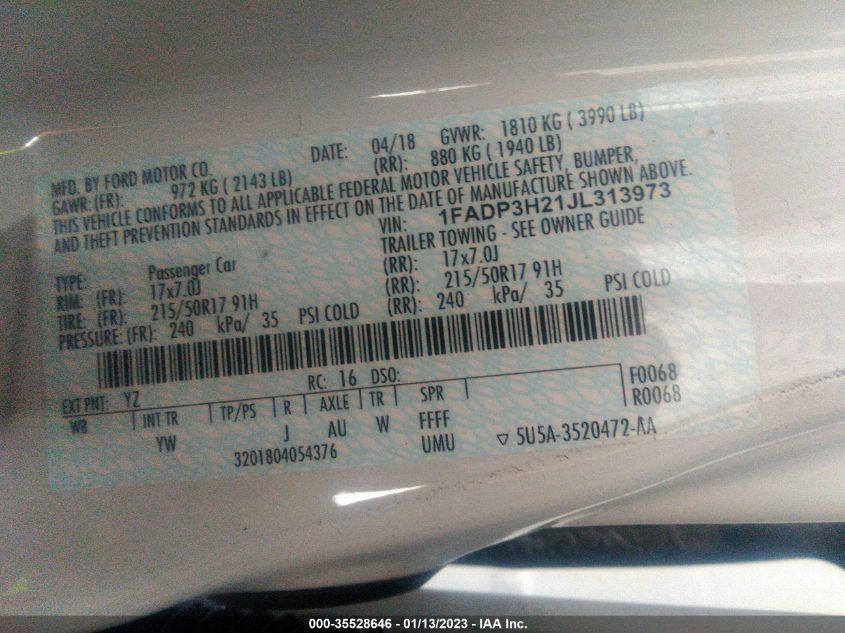 MFD. BY FORD MOTOR CO. DATE: 04/18 GVWR: 1810 KG ( 3990 LB)
GAWR: (FR): 972 KG ( 2143 LB) (RR): 880 KG ( 1940 LB)
THIS VEHICLE CONFORMS TO ALL APPLICABLE FEDERAL MOTOR VEHICLE SAFETY, BUMPER,
AND THEFT PREVENTION STANDARDS IN EFFECT ON THE DATE OF MANUFACTURE SHOWN ABOVE.
VIN: 1FADP3H21JL313973
TYPE: Passenger Car TRAILER TOWING - SEE OWNER GUIDE
RIM: (FR): 17x7.0J (RR): 17x7.0J
TIRE: (FR): 215/50R17 91H (RR): 215/50R17 91H
PRESSURE: (FR): 240 kPa/ 35 PSI COLD (RR): 240 kPa/ 35 PSI COLD
EXT PNT: YZ RC: 16 DSO: F0068
WB INT TR TP/PS R AXLE TR SPR R0068
YW J AU W FFFF
3201804054376 UMU ▽ 5U5A-3520472-AA
000-35528646 - 01/13/2023 - IAA Inc.